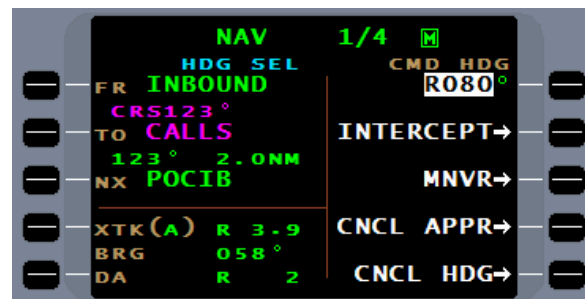 NAV 1/4 M
HDG SEL CMD HDG
FR INBOUND R080°
CRS123°
TO CALLS INTERCEPT→
123° 2.0NM
NX POCIB MNVR→
XTK(A) R 3.9 CNCL APPR→
BRG 058°
DA R 2 CNCL HDG→